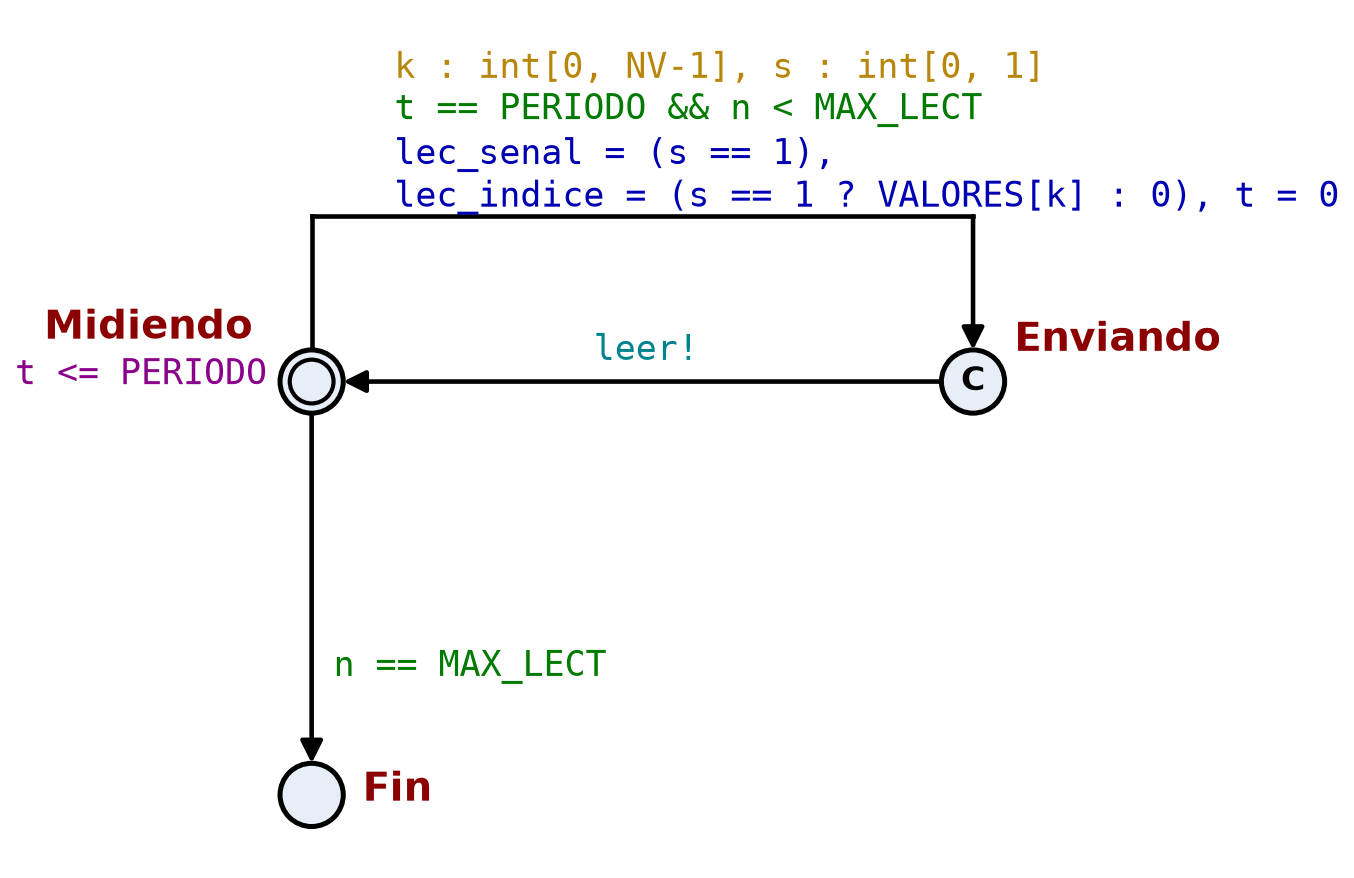 k : int[0, NV-1], s : int[0, 1]
t == PERIODO && n < MAX_LECT
lec_senal = (s == 1),
lec_indice = (s == 1 ? VALORES[k] : 0), t = 0
Midiendo
t <= PERIODO
leer!
Enviando
C
n == MAX_LECT
Fin